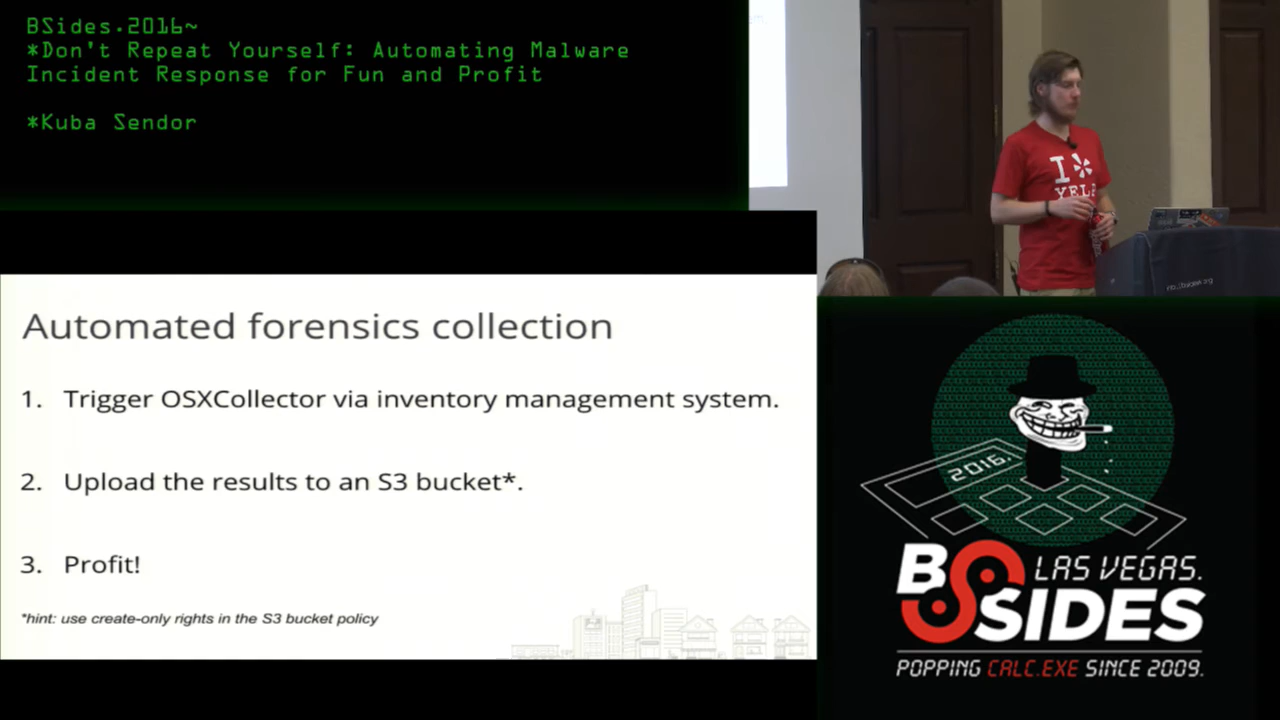 BSides.2016~
*Don't Repeat Yourself: Automating Malware
Incident Response for Fun and Profit
*Kuba Sendor
I
YELP
Automated forensics collection
1. Trigger OSXCollector via inventory management system.
2. Upload the results to an S3 bucket*.
3. Profit!
*hint: use create-only rights in the S3 bucket policy
2016.
BSIDES
LAS VEGAS.
POPPING CALC.EXE SINCE 2009.